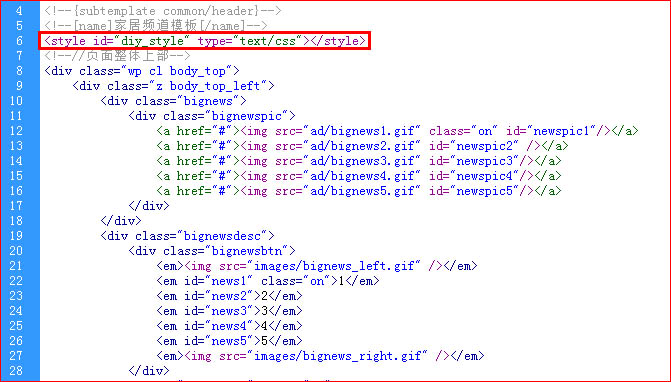 4 <!--{subtemplate common/header}-->
5 <!--[name]家居频道模板[/name]-->
6 <style id="diy_style" type="text/css"></style>
7 <!--//页面整体上部-->
8 <div class="wp cl body_top">
9 <div class="z body_top_left">
10 <div class="bignews">
11 <div class="bignewspic">
12 <a href="#"><img src="ad/bignews1.gif" class="on" id="newspic1"/></a>
13 <a href="#"><img src="ad/bignews2.gif" id="newspic2" /></a>
14 <a href="#"><img src="ad/bignews3.gif" id="newspic3"/></a>
15 <a href="#"><img src="ad/bignews4.gif" id="newspic4"/></a>
16 <a href="#"><img src="ad/bignews5.gif" id="newspic5"/></a>
17 </div>
18 </div>
19 <div class="bignewsdesc">
20 <div class="bignewsbtn">
21 <em><img src="images/bignews_left.gif" /></em>
22 <em id="news1" class="on">1</em>
23 <em id="news2">2</em>
24 <em id="news3">3</em>
25 <em id="news4">4</em>
26 <em id="news5">5</em>
27 <em><img src="images/bignews_right.gif" /></em>
28 </div>